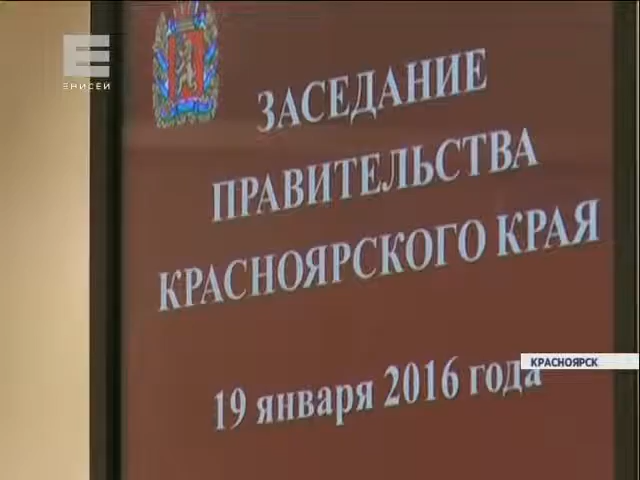 ЕНИСЕЙ
ЗАСЕДАНИЕ
ПРАВИТЕЛЬСТВА
КРАСНОЯРСКОГО КРАЯ
КРАСНОЯРСК
19 января 2016 года